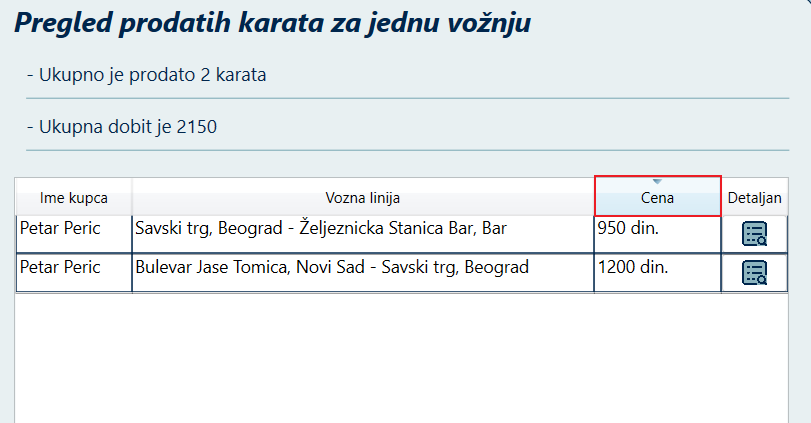 Pregled prodatih karata za jednu vožnju
- Ukupno je prodato 2 karata
- Ukupna dobit je 2150
Ime kupca Vozna linija Cena Detaljan
Petar Peric Savski trg, Beograd - Željeznicka Stanica Bar, Bar 950 din.
Petar Peric Bulevar Jase Tomica, Novi Sad - Savski trg, Beograd 1200 din.